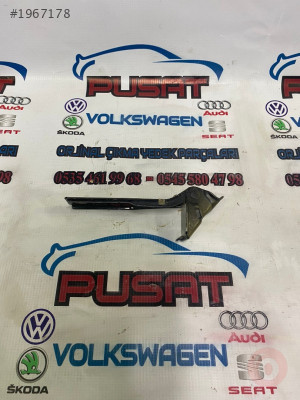 #1967178
PUSAT
Audi
ŠKODA
VOLKSWAGEN
SEAT
ORJİNAL ÇIKMA YEDEK PARÇALARI
0535 441 99 68 - 0545 580 47 98
PUSAT
Audi
VOLKSWAGEN
ŠKODA
SEAT